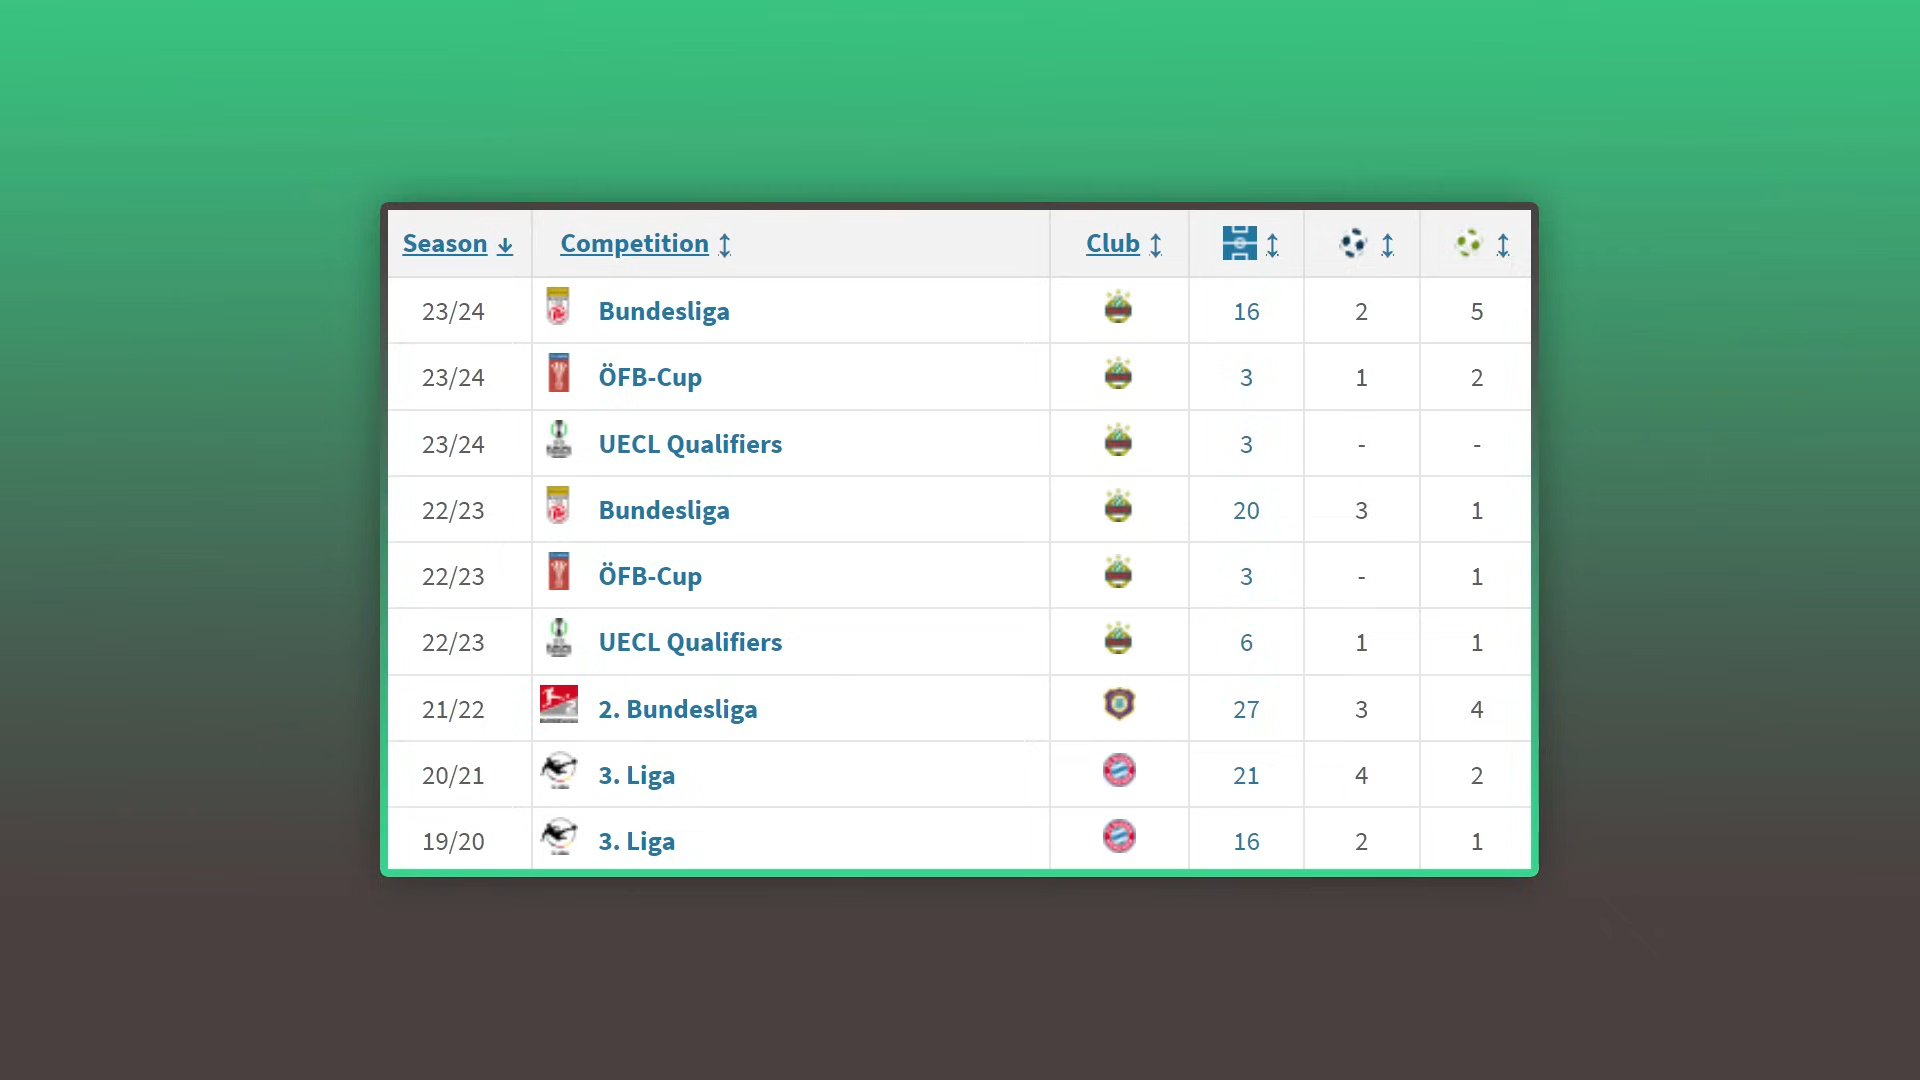 Season Competition Club
23/24 Bundesliga 16 2 5
23/24 ÖFB-Cup 3 1 2
23/24 UECL Qualifiers 3 - -
22/23 Bundesliga 20 3 1
22/23 ÖFB-Cup 3 - 1
22/23 UECL Qualifiers 6 1 1
21/22 2. Bundesliga 27 3 4
20/21 3. Liga 21 4 2
19/20 3. Liga 16 2 1